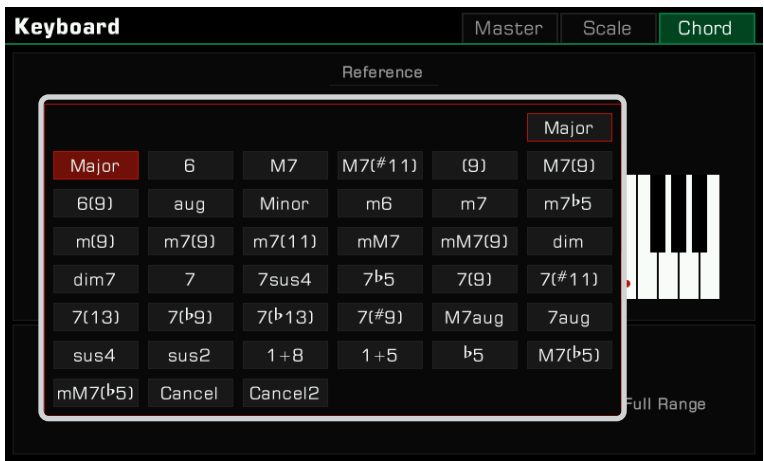 Keyboard Master Scale Chord
Reference
Major
Major 6 M7 M7(#11) (9) M7(9)
6(9) aug Minor m6 m7 m7♭5
m(9) m7(9) m7(11) mM7 mM7(9) dim
dim7 7 7sus4 7♭5 7(9) 7(#11)
7(13) 7(♭9) 7(♭13) 7(#9) M7aug 7aug
sus4 sus2 1+8 1+5 ♭5 M7(♭5)
mM7(♭5) Cancel Cancel2
Full Range